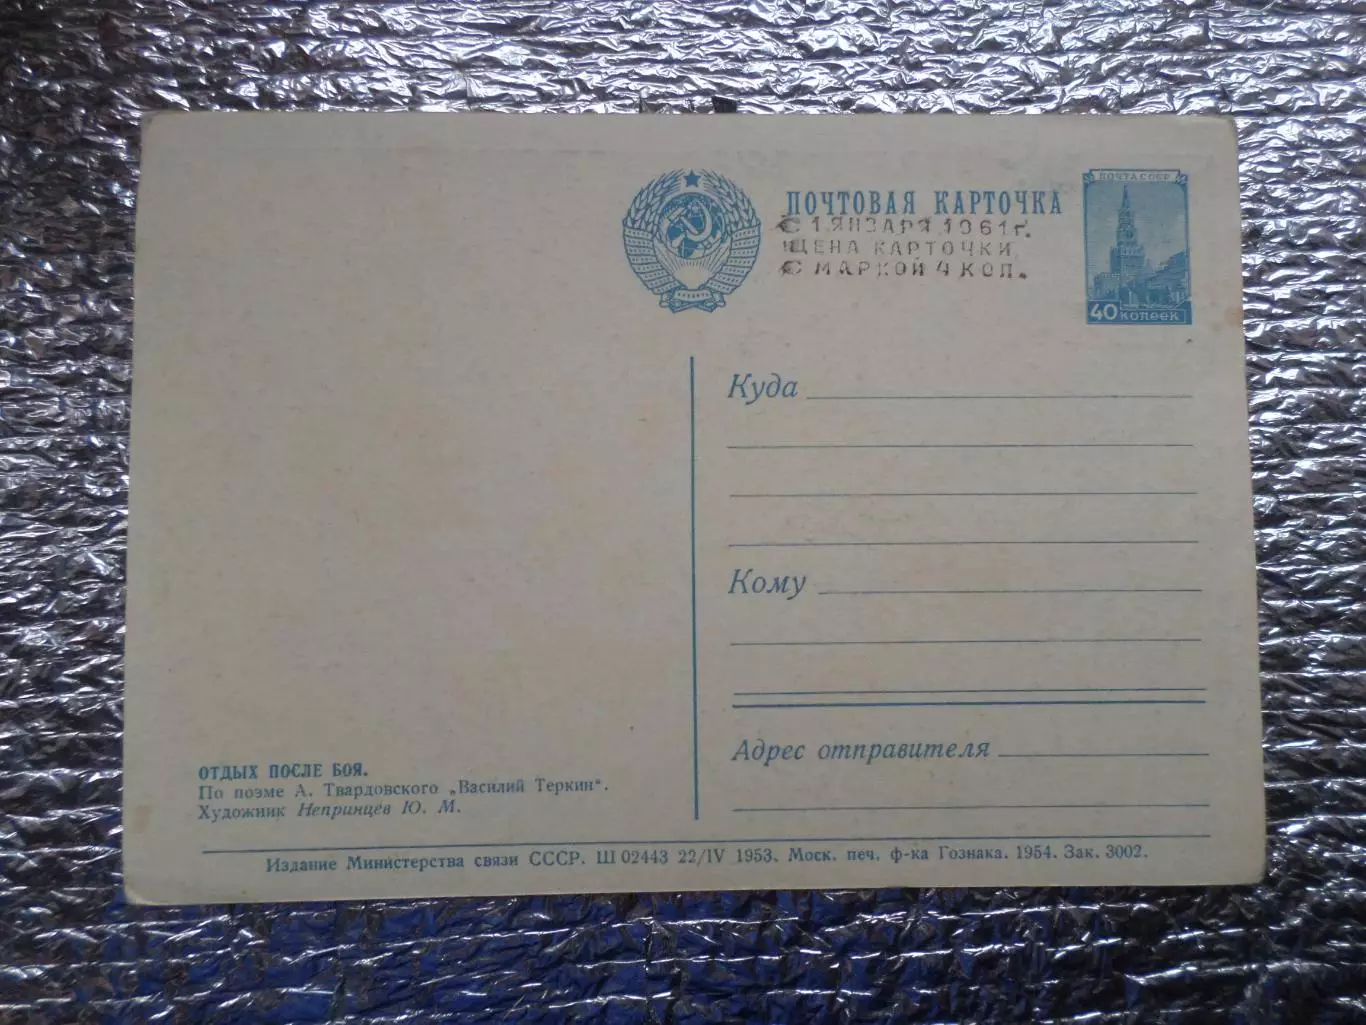 ПОЧТОВАЯ КАРТОЧКА
С 1 ЯНВАРЯ 1961 г.
ЦЕНА КАРТОЧКИ
С МАРКОЙ 4 КОП.
ПОЧТА СССР
40 КОПЕЕК
Куда
Кому
Адрес отправителя
ОТДЫХ ПОСЛЕ БОЯ.
По поэме А. Твардовского „Василий Теркин“.
Художник Непринцев Ю. М.
Издание Министерства связи СССР. Ш 02443 22/IV 1953. Моск. печ. ф-ка Гознака. 1954. Зак. 3002.